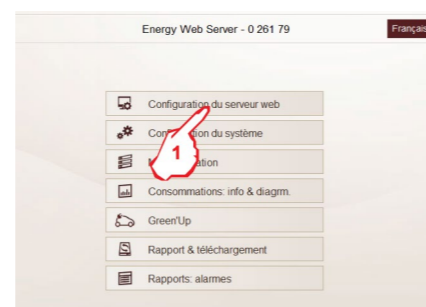 Energy Web Server - 0 261 79
Français
Configuration du serveur web
du système
1
Consommations: info & diagrm.
Green'Up
Rapport & téléchargement
Rapports: alarmes